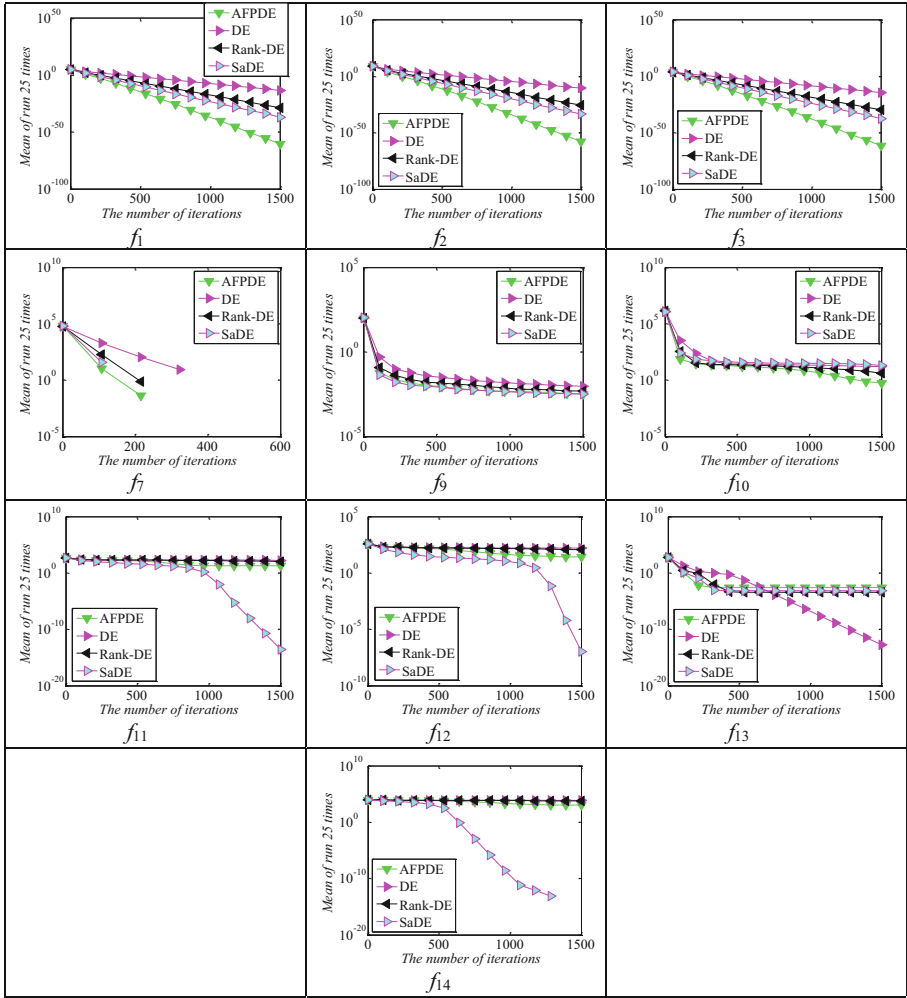 10^50
10^0
10^-50
10^-100
Mean of run 25 times
AFPDE
DE
Rank-DE
SaDE
0 500 1000 1500
The number of iterations
f1
10^50
10^0
10^-50
10^-100
Mean of run 25 times
AFPDE
DE
Rank-DE
SaDE
0 500 1000 1500
The number of iterations
f2
10^50
10^0
10^-50
10^-100
Mean of run 25 times
AFPDE
DE
Rank-DE
SaDE
0 500 1000 1500
The number of iterations
f3
10^10
10^5
10^0
10^-5
Mean of run 25 times
AFPDE
DE
Rank-DE
SaDE
0 200 400 600
The number of iterations
f7
10^5
10^0
10^-5
Mean of run 25 times
AFPDE
DE
Rank-DE
SaDE
0 500 1000 1500
The number of iterations
f9
10^10
10^5
10^0
10^-5
Mean of run 25 times
AFPDE
DE
Rank-DE
SaDE
0 500 1000 1500
The number of iterations
f10
10^10
10^0
10^-10
10^-20
Mean of run 25 times
AFPDE
DE
Rank-DE
SaDE
0 500 1000 1500
The number of iterations
f11
10^5
10^0
10^-5
10^-10
Mean of run 25 times
AFPDE
DE
Rank-DE
SaDE
0 500 1000 1500
The number of iterations
f12
10^10
10^0
10^-10
10^-20
Mean of run 25 times
AFPDE
DE
Rank-DE
SaDE
0 500 1000 1500
The number of iterations
f13
10^10
10^0
10^-10
10^-20
Mean of run 25 times
AFPDE
DE
Rank-DE
SaDE
0 500 1000 1500
The number of iterations
f14